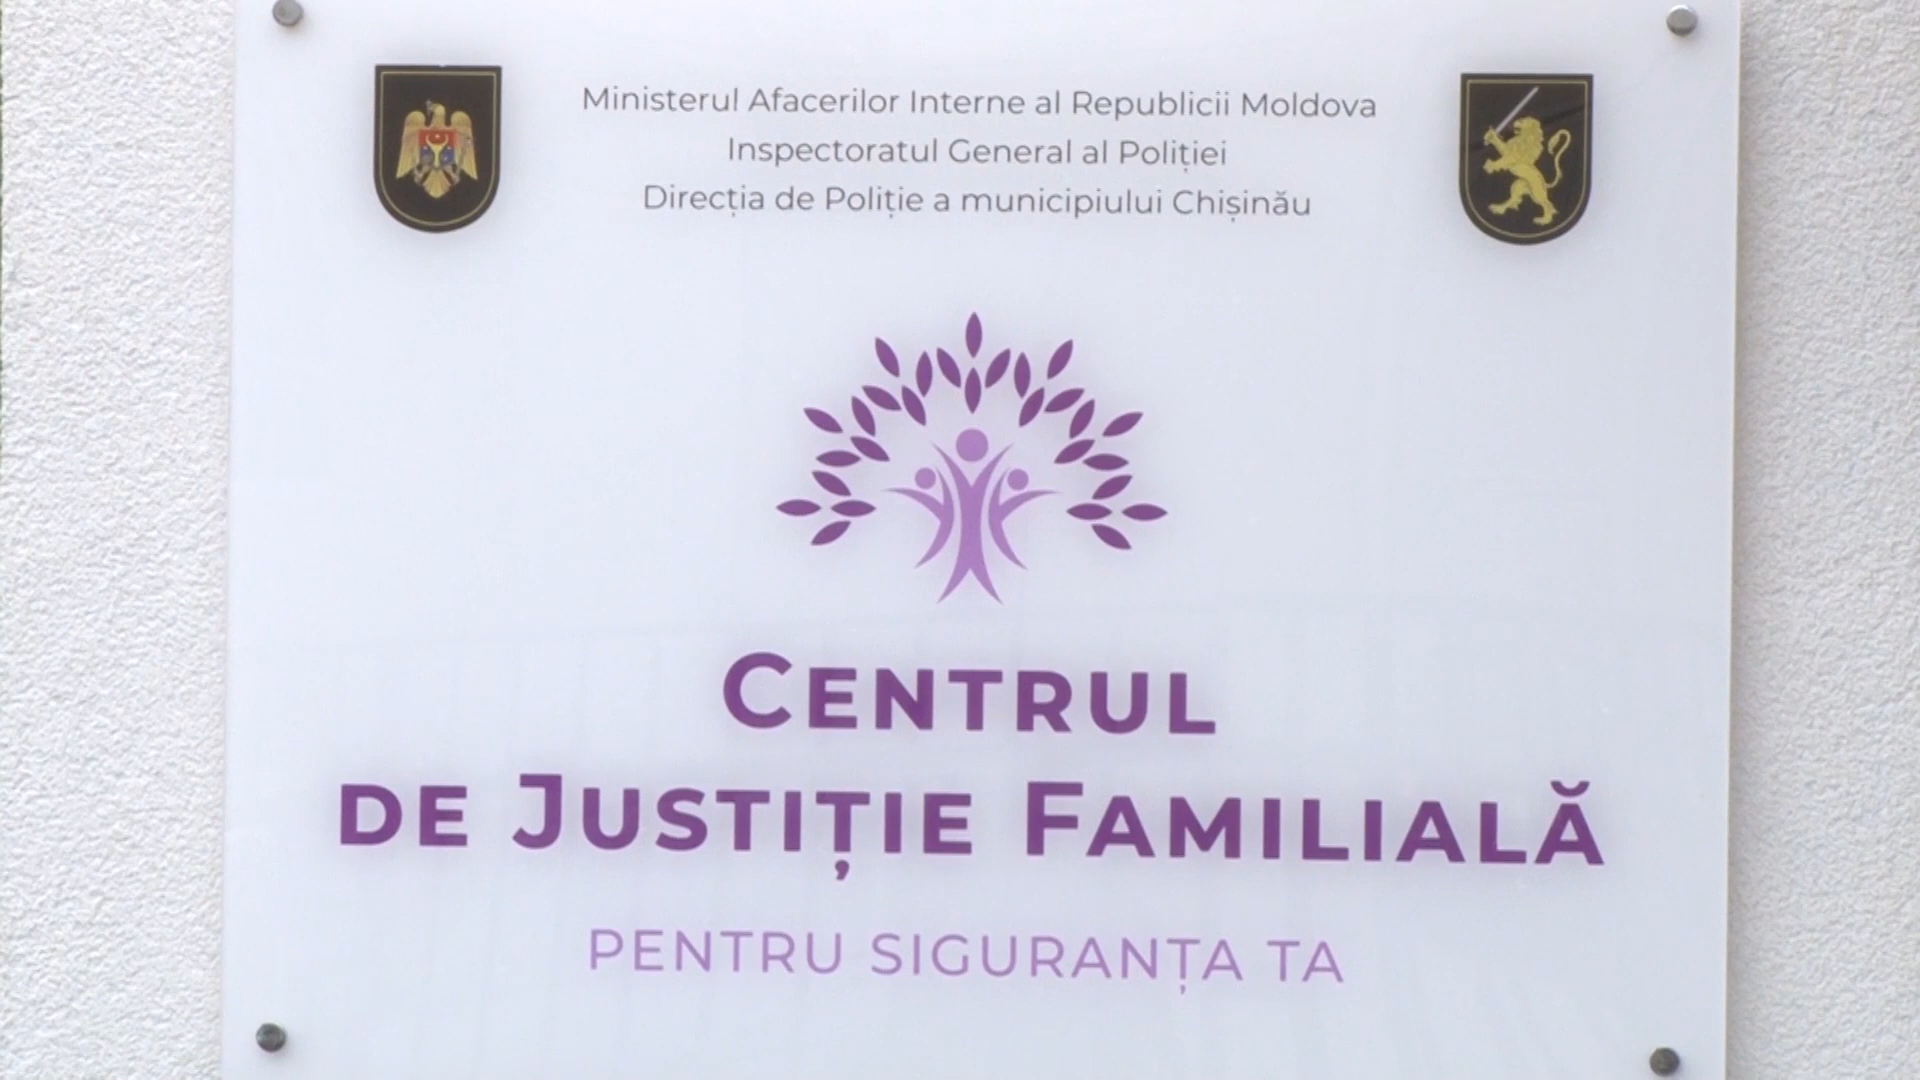 Ministerul Afacerilor Interne al Republicii Moldova
Inspectoratul General al Poliției
Direcția de Poliție a municipiului Chișinău
CENTRUL
DE JUSTIȚIE FAMILIALĂ
PENTRU SIGURANȚA TA